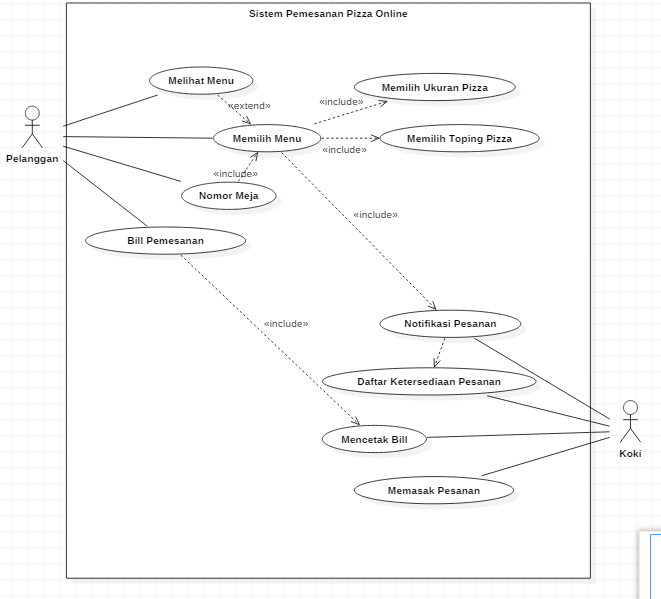 Sistem Pemesanan Pizza Online
Melihat Menu
Memilih Ukuran Pizza
«extend»
«include»
Memilih Menu
Memilih Toping Pizza
«include»
Pelanggan
«include»
Nomor Meja
«include»
Bill Pemesanan
«include»
Notifikasi Pesanan
Daftar Ketersediaan Pesanan
Mencetak Bill
Koki
Memasak Pesanan